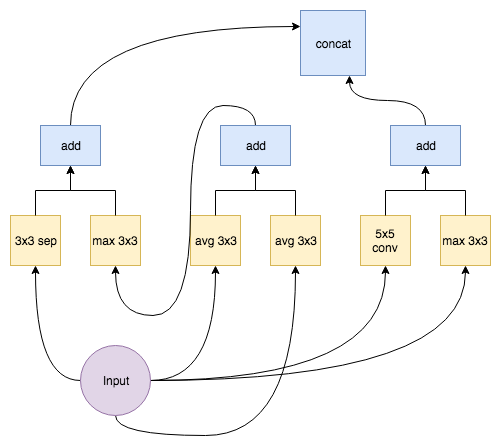 concat
add
add
add
3x3 sep
max 3x3
avg 3x3
avg 3x3
5x5
conv
max 3x3
Input